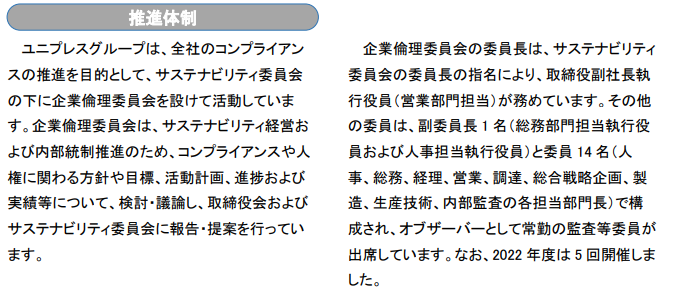 推進体制
ユニプレスグループは、全社のコンプライアン
スの推進を目的として、サステナビリティ委員会
の下に企業倫理委員会を設けて活動していま
す。企業倫理委員会は、サステナビリティ経営お
よび内部統制推進のため、コンプライアンスや人
権に関わる方針や目標、活動計画、進捗および
実績等について、検討・議論し、取締役会および
サステナビリティ委員会に報告・提案を行ってい
ます。
企業倫理委員会の委員長は、サステナビリティ
委員会の委員長の指名により、取締役副社長執
行役員（営業部門担当）が務めています。その他
の委員は、副委員長 1 名（総務部門担当執行役
員および人事担当執行役員）と委員 14 名（人
事、総務、経理、営業、調達、総合戦略企画、製
造、生産技術、内部監査の各担当部門長）で構
成され、オブザーバーとして常勤の監査等委員が
出席しています。なお、2022 年度は 5 回開催しま
した。